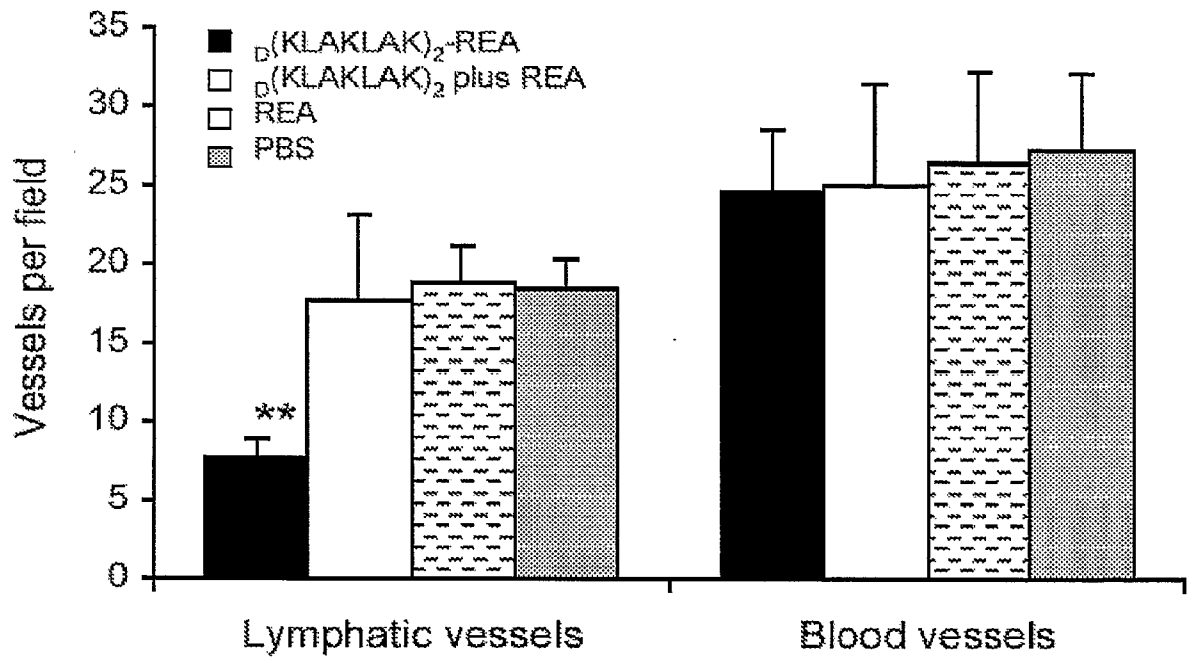 35
30
25
20
15
10
5
0
Vessels per field
D(KLAKLAK)2-REA
D(KLAKLAK)2 plus REA
REA
PBS
**
Lymphatic vessels
Blood vessels